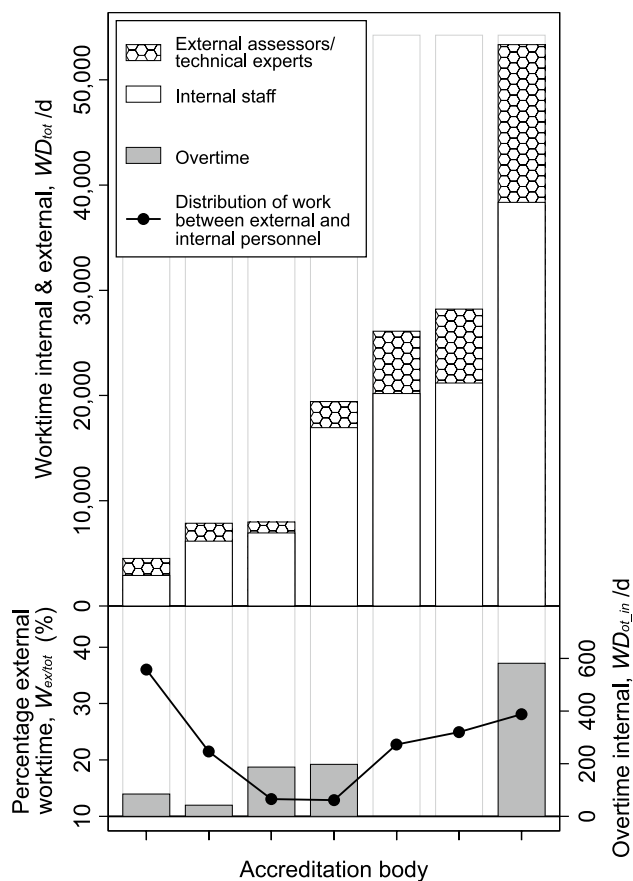 External assessors/
technical experts
Internal staff
Overtime
Distribution of work
between external and
internal personnel
Worktime internal & external, WDtot /d
50,000
40,000
30,000
20,000
10,000
0
Percentage external
worktime, Wex/tot (%)
40
30
20
10
600
400
200
0
Overtime internal, WDot_in /d
Accreditation body